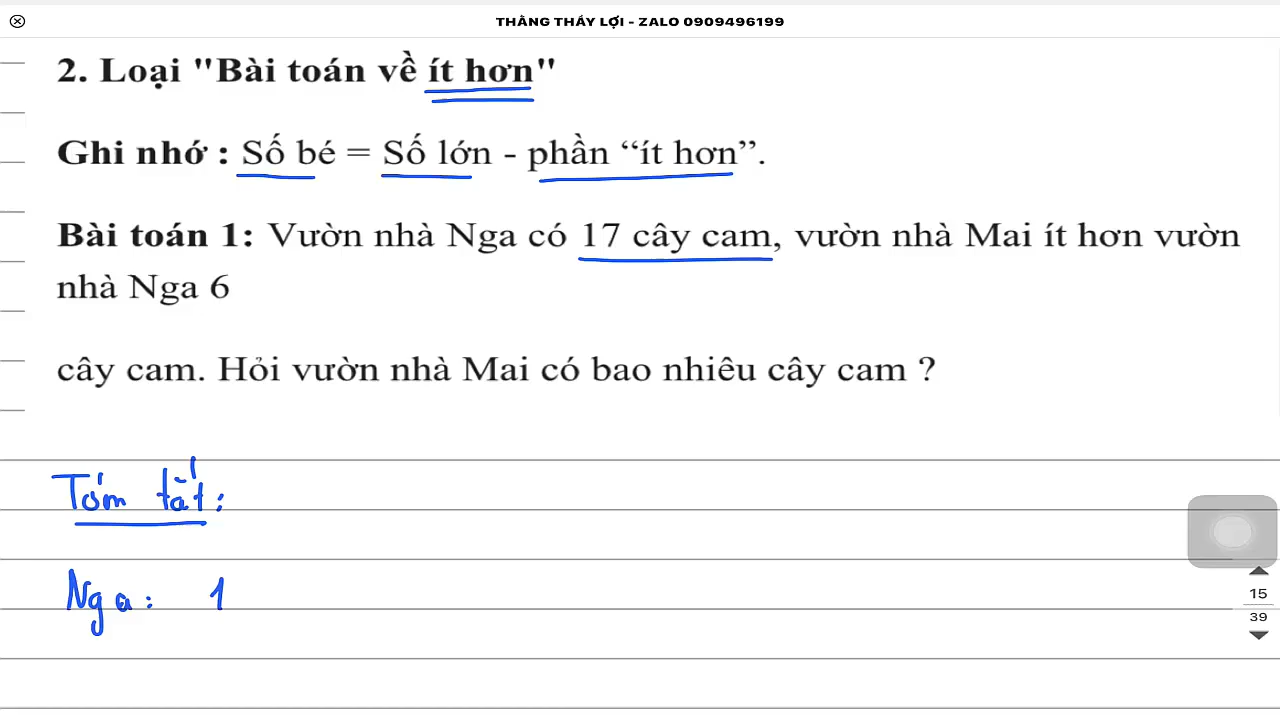 THẦNG THẦY LỢI - ZALO 0909496199
2. Loại "Bài toán về ít hơn"
Ghi nhớ : Số bé = Số lớn - phần “ít hơn”.
Bài toán 1: Vườn nhà Nga có 17 cây cam, vườn nhà Mai ít hơn vườn
nhà Nga 6
cây cam. Hỏi vườn nhà Mai có bao nhiêu cây cam ?
Tóm tắt:
Nga: 1
15
39